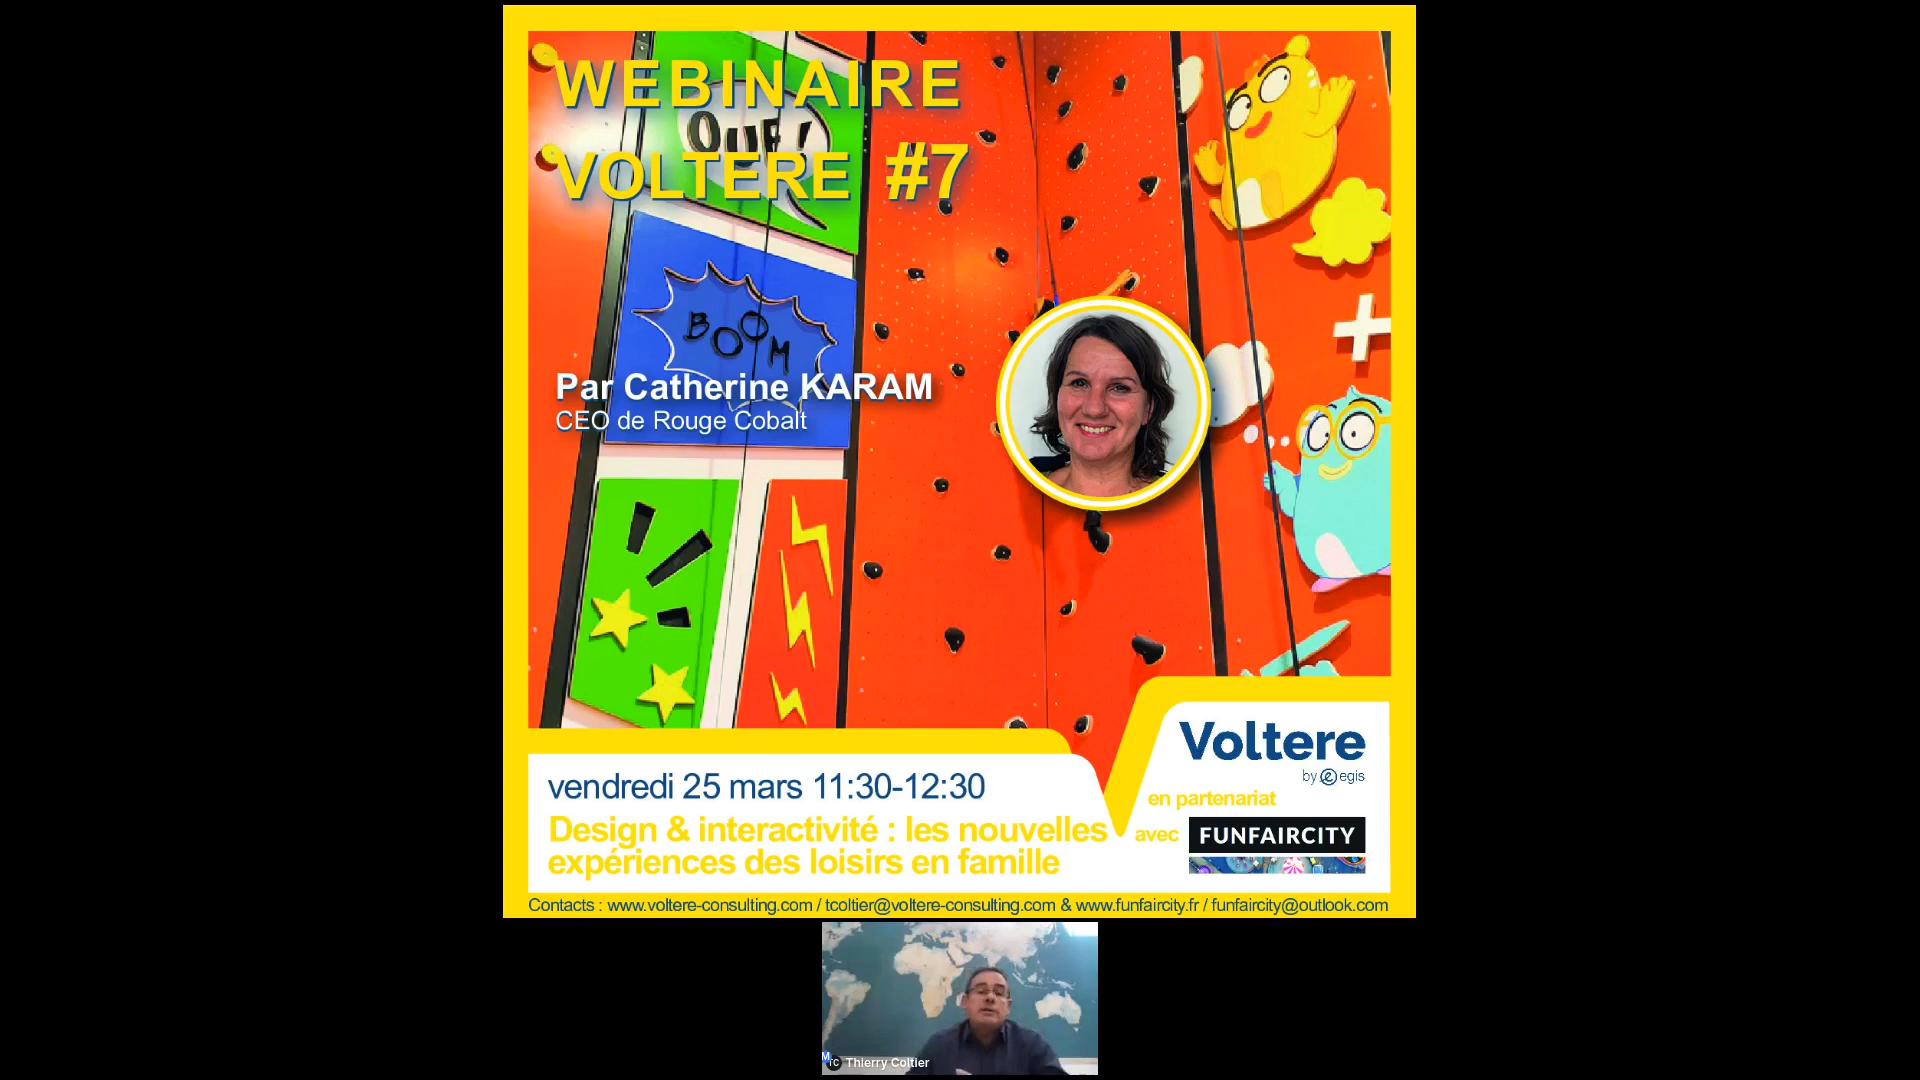 WEBINAIRE
OUF!
VOLTERE #7
BOOM
Par Catherine KARAM
CEO de Rouge Cobalt
Voltere
by egis
vendredi 25 mars 11:30-12:30
en partenariat
Design & interactivité : les nouvelles
avec FUNFAIRCITY
expériences des loisirs en famille
Contacts : www.voltere-consulting.com / tcoltier@voltere-consulting.com & www.funfaircity.fr / funfaircity@outlook.com
TC Thierry Coltier